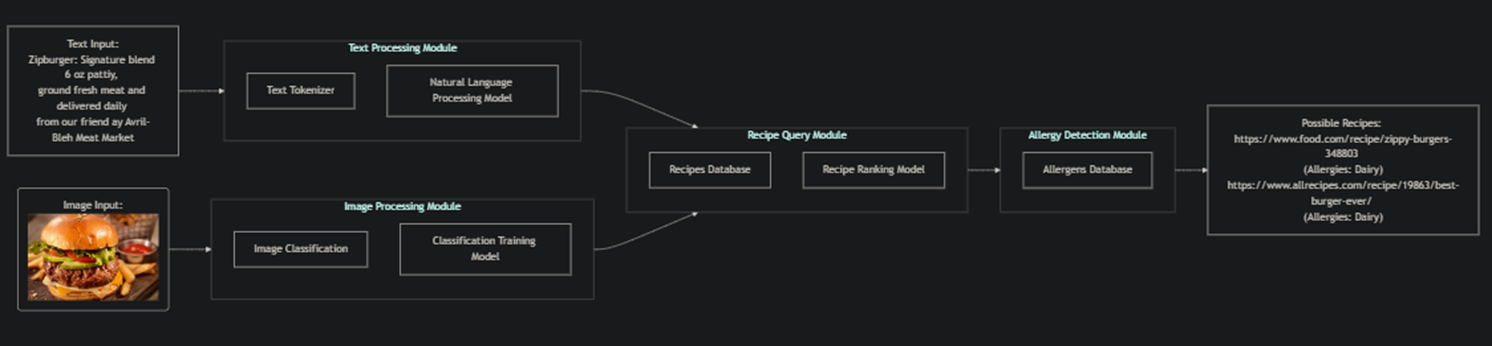 Text Input:
Zipburger: Signature blend
6 oz pattiy,
ground fresh meat and
delivered daily
from our friend ay Avril-
Bleh Meat Market
Text Processing Module
Text Tokenizer
Natural Language
Processing Model
Image Input:
Image Processing Module
Image Classification
Classification Training
Model
Recipe Query Module
Recipes Database
Recipe Ranking Model
Allergy Detection Module
Allergens Database
Possible Recipes:
https://www.food.com/recipe/zippy-burgers-
348803
(Allergies: Dairy)
https://www.allrecipes.com/recipe/19863/best-
burger-ever/
(Allergies: Dairy)